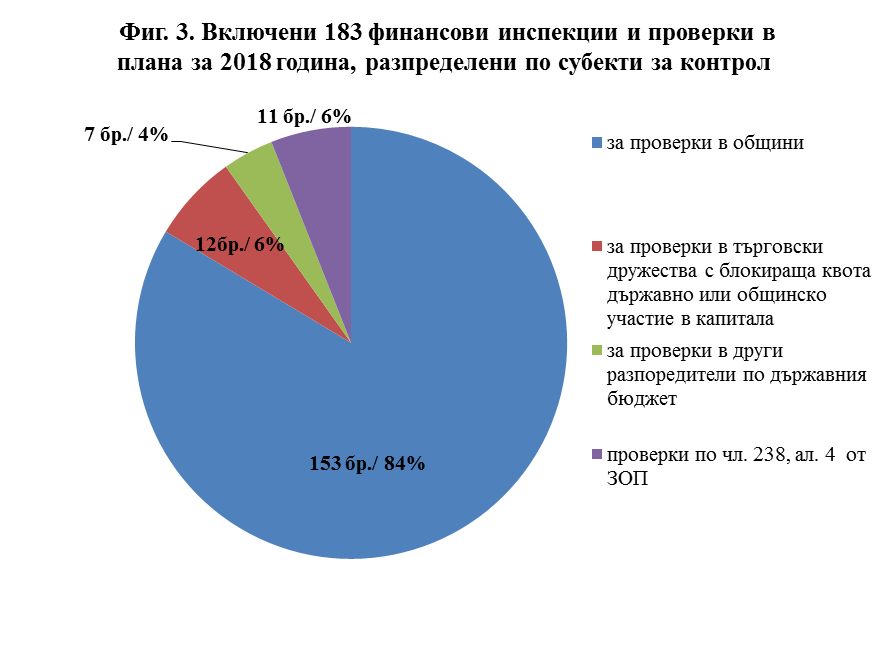 Фиг. 3. Включени 183 финансови инспекции и проверки в
плана за 2018 година, разпределени по субекти за контрол
11 бр./ 6%
7 бр./ 4%
12бр./ 6%
153 бр./ 84%
за проверки в общини
за проверки в търговски
дружества с блокираща квота
държавно или общинско
участие в капитала
за проверки в други
разпоредители по държавния
бюджет
проверки по чл. 238, ал. 4 от
ЗОП